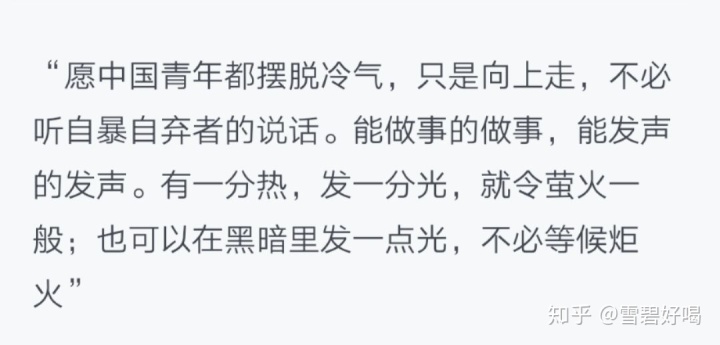 “愿中国青年都摆脱冷气，只是向上走，不必
听自暴自弃者的说话。能做事的做事，能发声
的发声。有一分热，发一分光，就令萤火一
般；也可以在黑暗里发一点光，不必等候炬
火”
知乎 @雪碧好喝